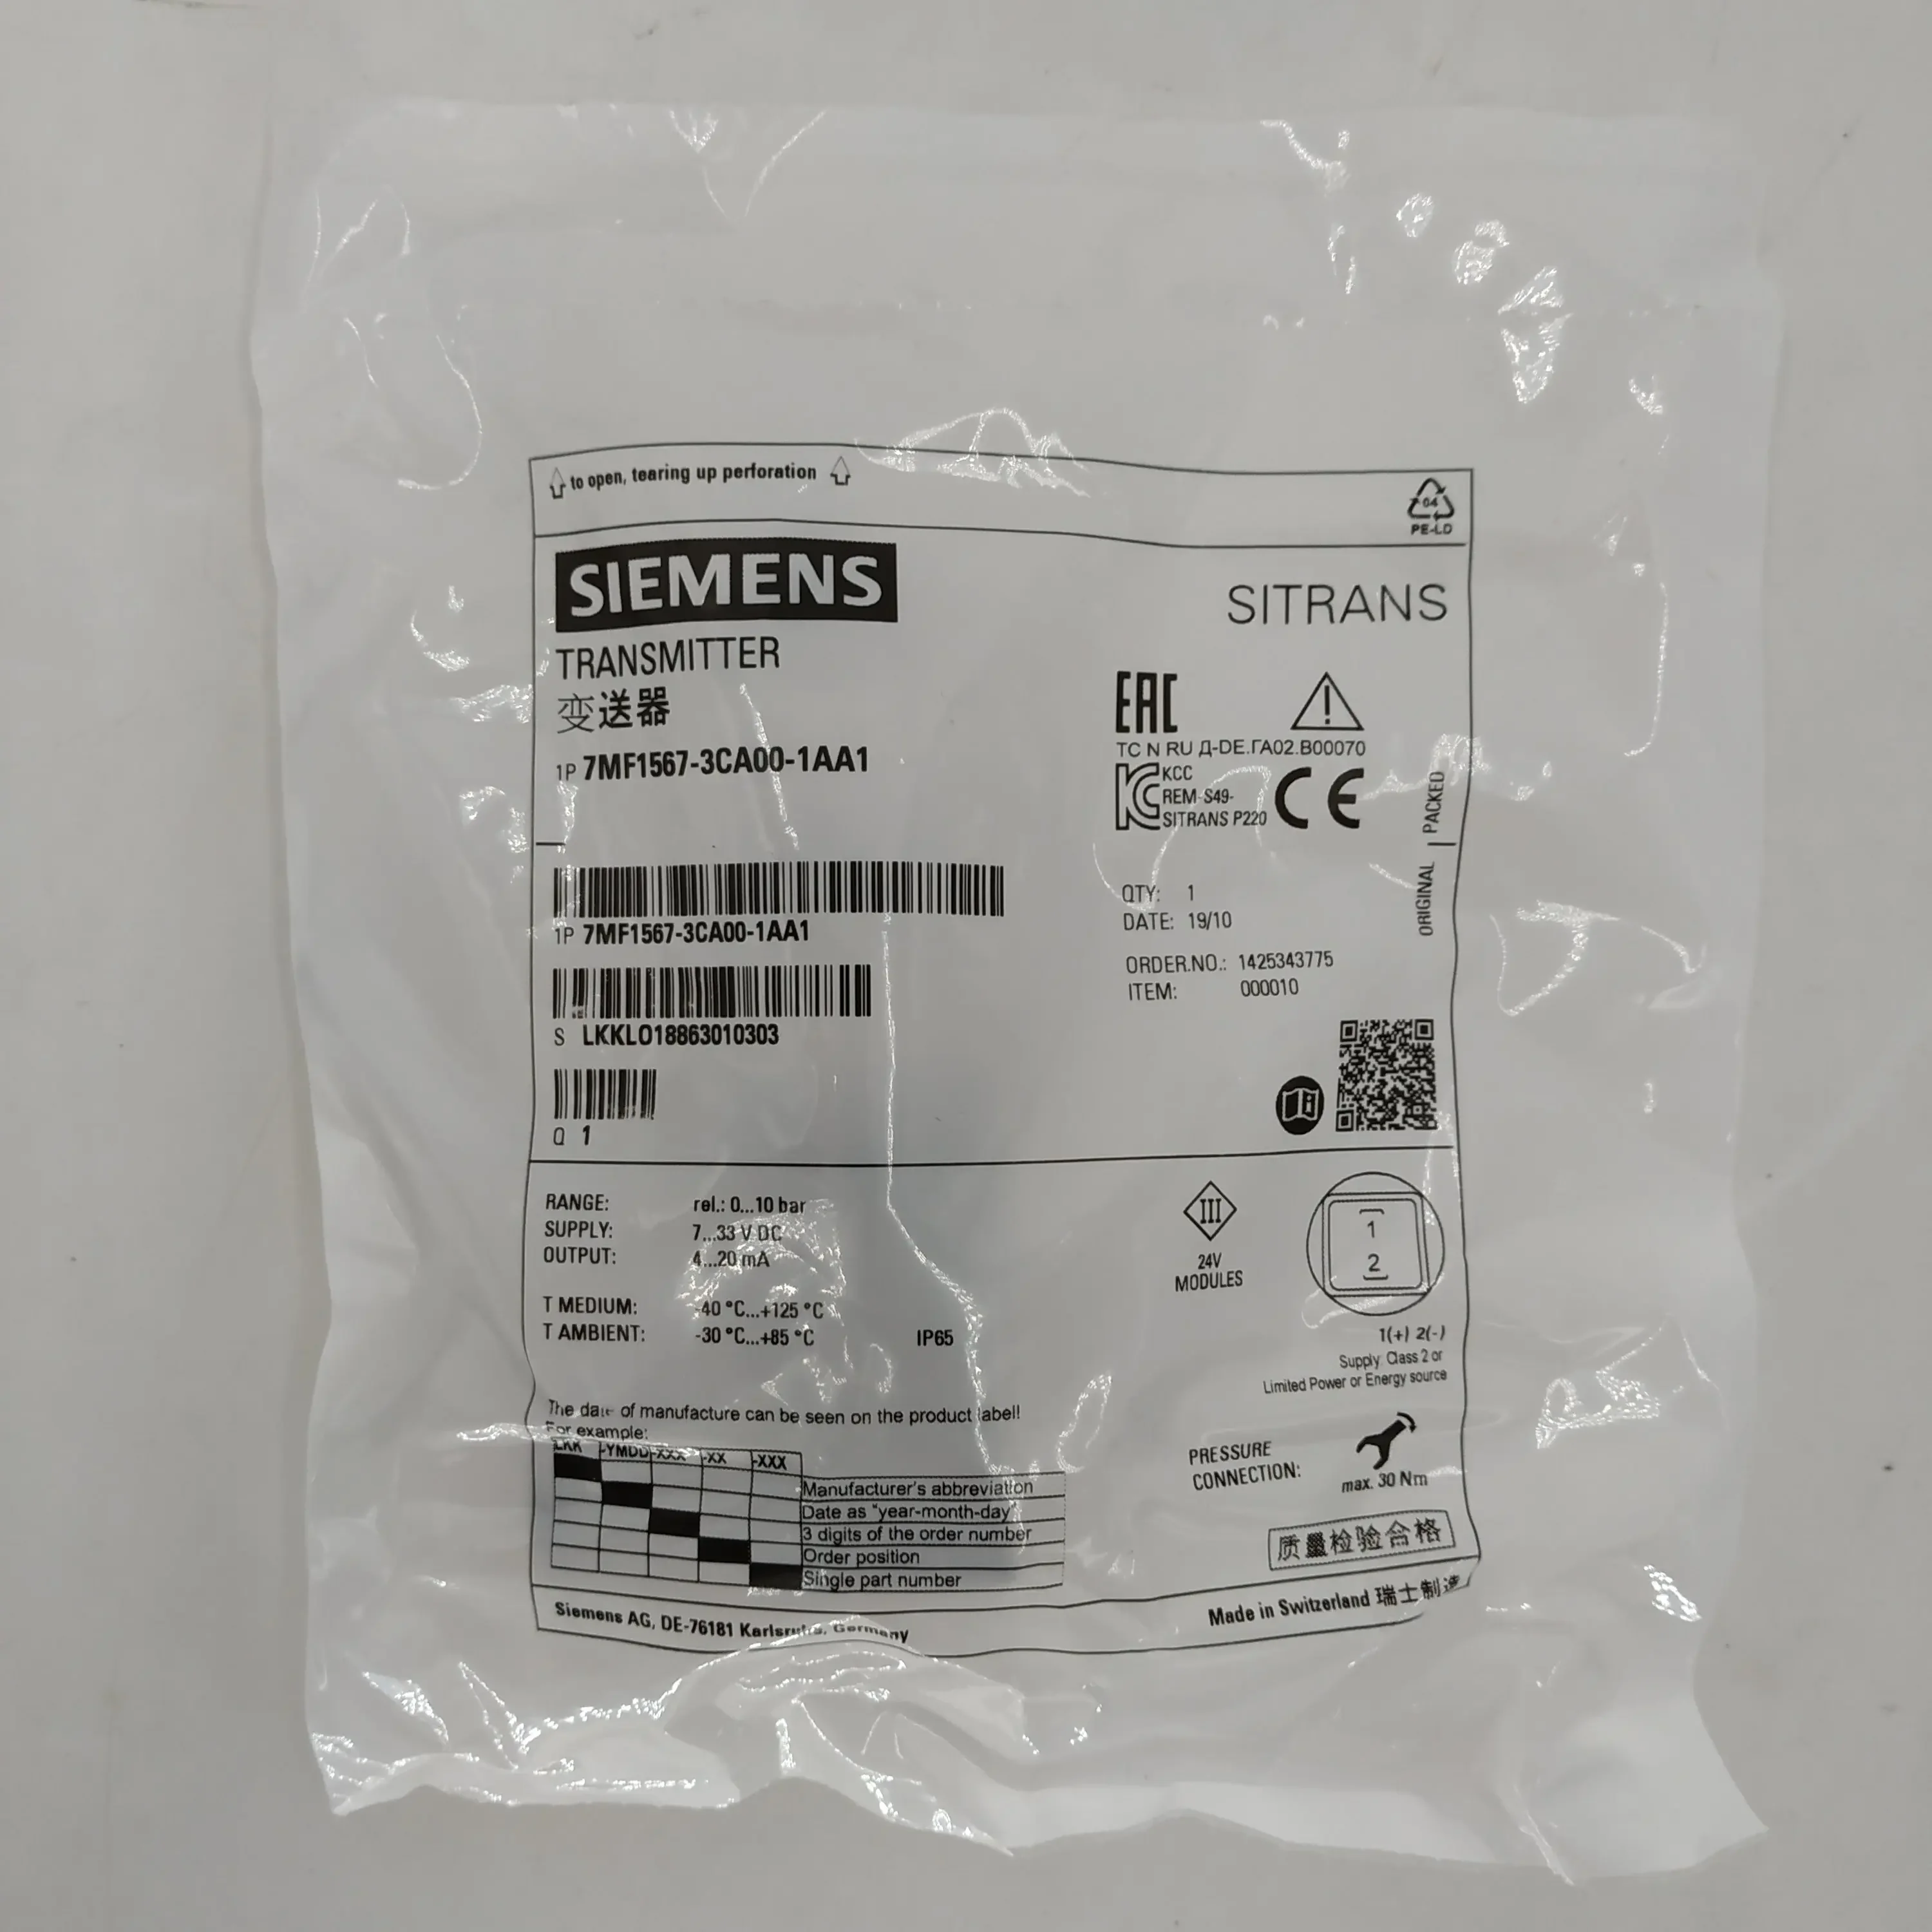 to open, tearing up perforation
04
PE-LD
SIEMENS
SITRANS
TRANSMITTER
变送器
1P 7MF1567-3CA00-1AA1
EAC
TC N RU Д-DE.ГА02.B00070
KCC
REM-S49-
SITRANS P220
CE
ORIGINAL | PACKED
1P 7MF1567-3CA00-1AA1
QTY: 1
DATE: 19/10
ORDER.NO.: 1425343775
ITEM: 000010
S LKKLO18863010303
Q 1
RANGE: rel.: 0...10 bar
SUPPLY: 7...33 V DC
OUTPUT: 4...20 mA
T MEDIUM: -40 °C...+125 °C
T AMBIENT: -30 °C...+85 °C
IP65
III
24V
MODULES
1
2
1(+) 2(-)
Supply: Class 2 or
Limited Power or Energy source
The date of manufacture can be seen on the product label!
For example:
LKK -YMDD -XXX -XX -XXX
Manufacturer's abbreviation
Date as "year-month-day"
3 digits of the order number
Order position
Single part number
PRESSURE
CONNECTION:
max. 30 Nm
质量检验合格
Siemens AG, DE-76181 Karlsruhe, Germany
Made in Switzerland 瑞士制造